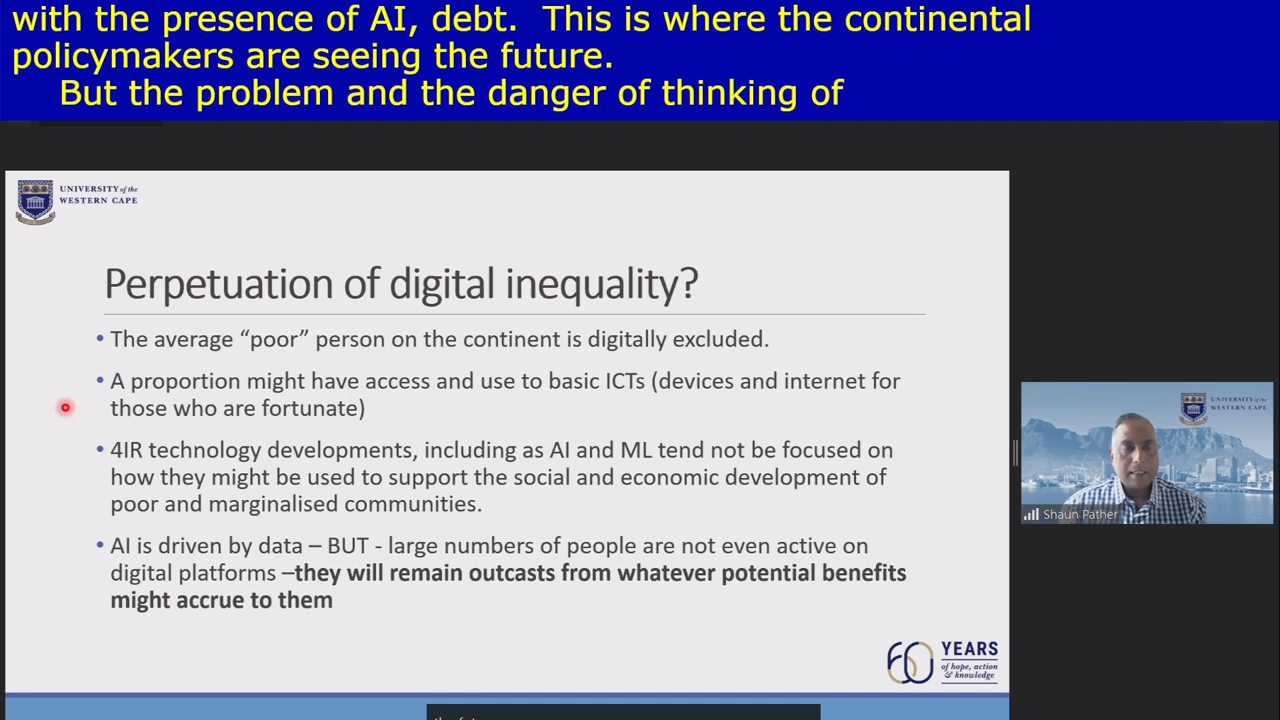 with the presence of AI, debt.  This is where the continental
policymakers are seeing the future.
But the problem and the danger of thinking of
UNIVERSITY of the
WESTERN CAPE
Perpetuation of digital inequality?
• The average “poor” person on the continent is digitally excluded.
• A proportion might have access and use to basic ICTs (devices and internet for
those who are fortunate)
• 4IR technology developments, including as AI and ML tend not be focused on
how they might be used to support the social and economic development of
poor and marginalised communities.
• AI is driven by data – BUT - large numbers of people are not even active on
digital platforms –they will remain outcasts from whatever potential benefits
might accrue to them
60 YEARS
of hope, action
& knowledge
UNIVERSITY of the
WESTERN CAPE
Shaun Pather